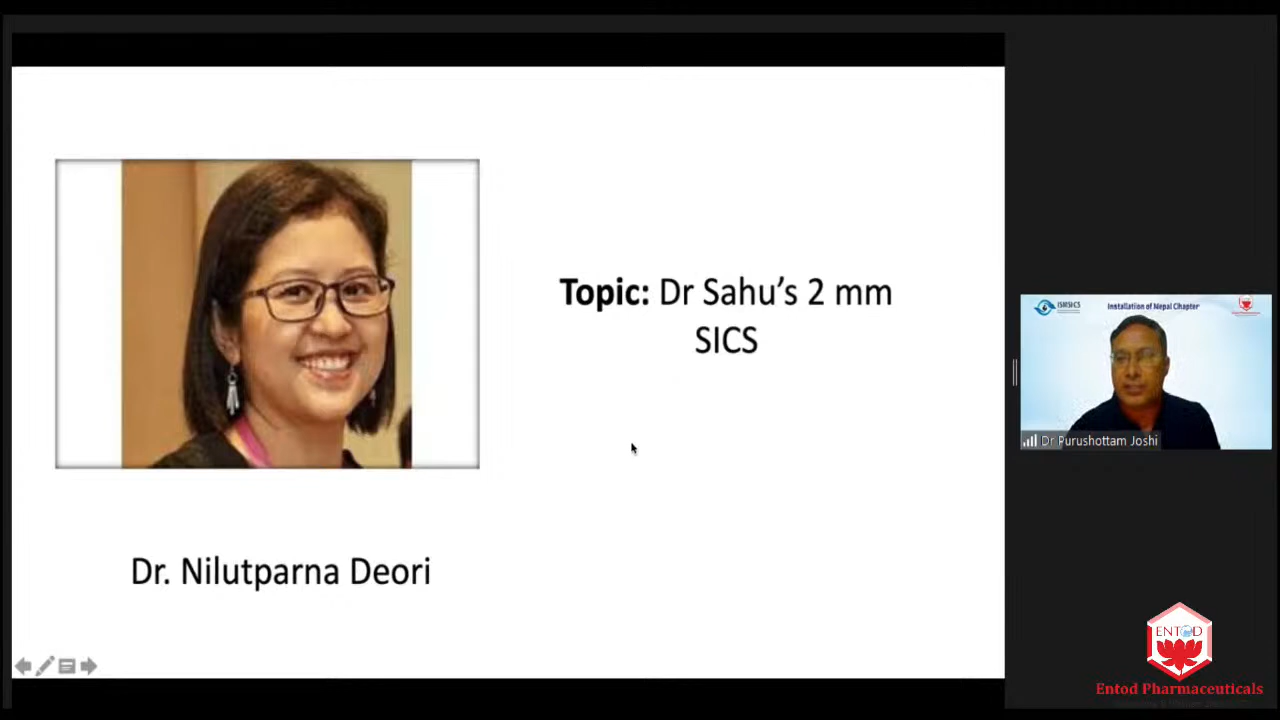 Topic: Dr Sahu's 2 mm
SICS
Dr. Nilutparna Deori
ISMSICS
Installation of Nepal Chapter
Dr Purushottam Joshi
ENTOD
Entod Pharmaceuticals